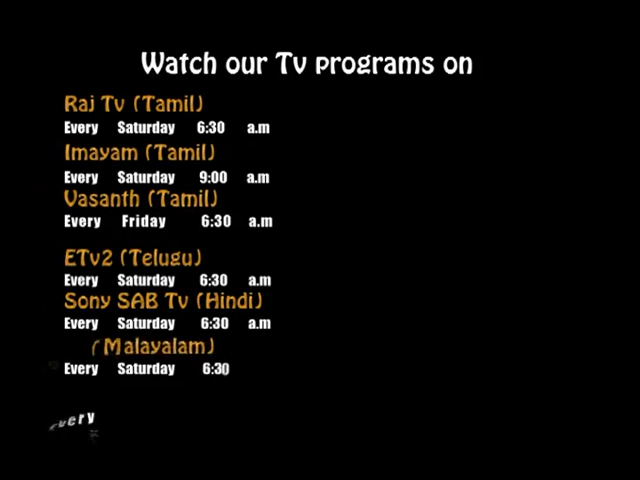 Watch our Tv programs on
Raj Tv (Tamil)
Every Saturday 6:30 a.m
Imayam (Tamil)
Every Saturday 9:00 a.m
Vasanth (Tamil)
Every Friday 6:30 a.m
ETv2 (Telugu)
Every Saturday 6:30 a.m
Sony SAB Tv (Hindi)
Every Saturday 6:30 a.m
(Malayalam)
Every Saturday 6:30
Every